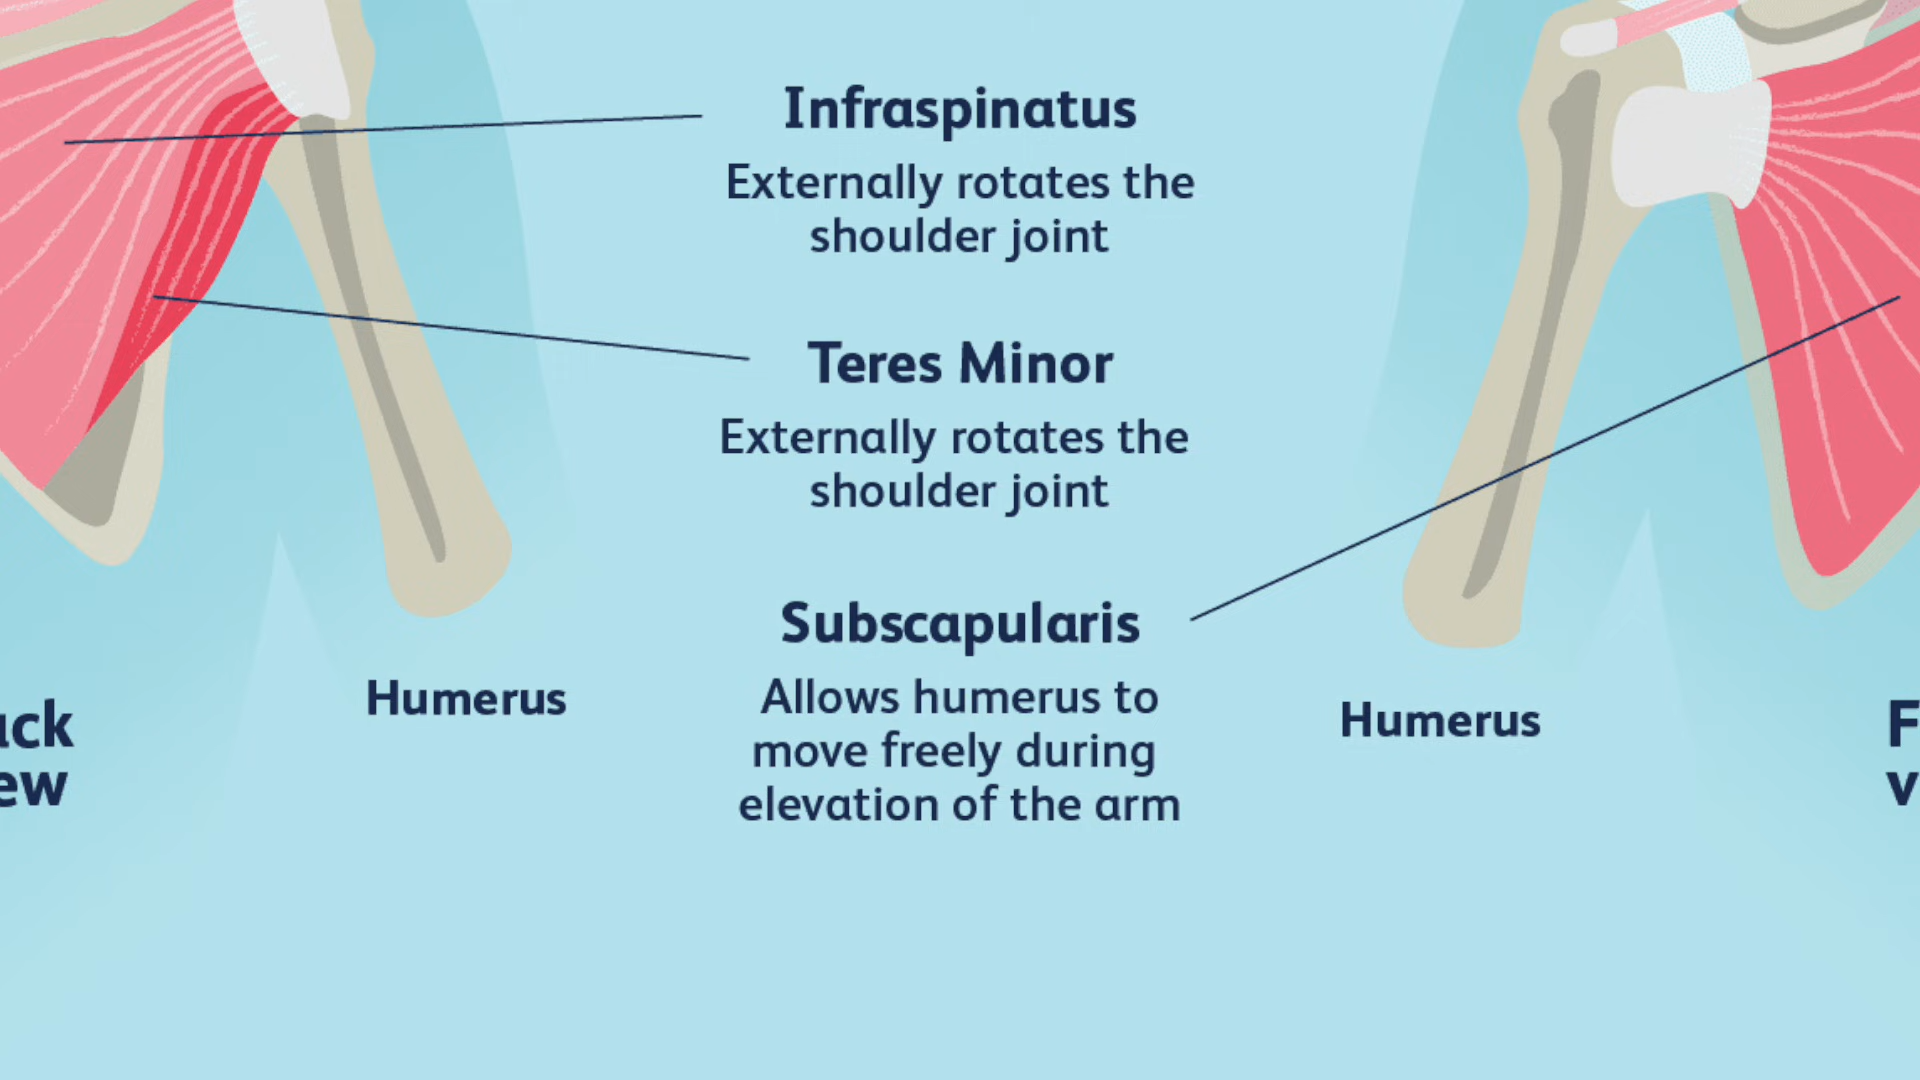 Infraspinatus
Externally rotates the
shoulder joint
Teres Minor
Externally rotates the
shoulder joint
Subscapularis
Allows humerus to
move freely during
elevation of the arm
Humerus
Humerus